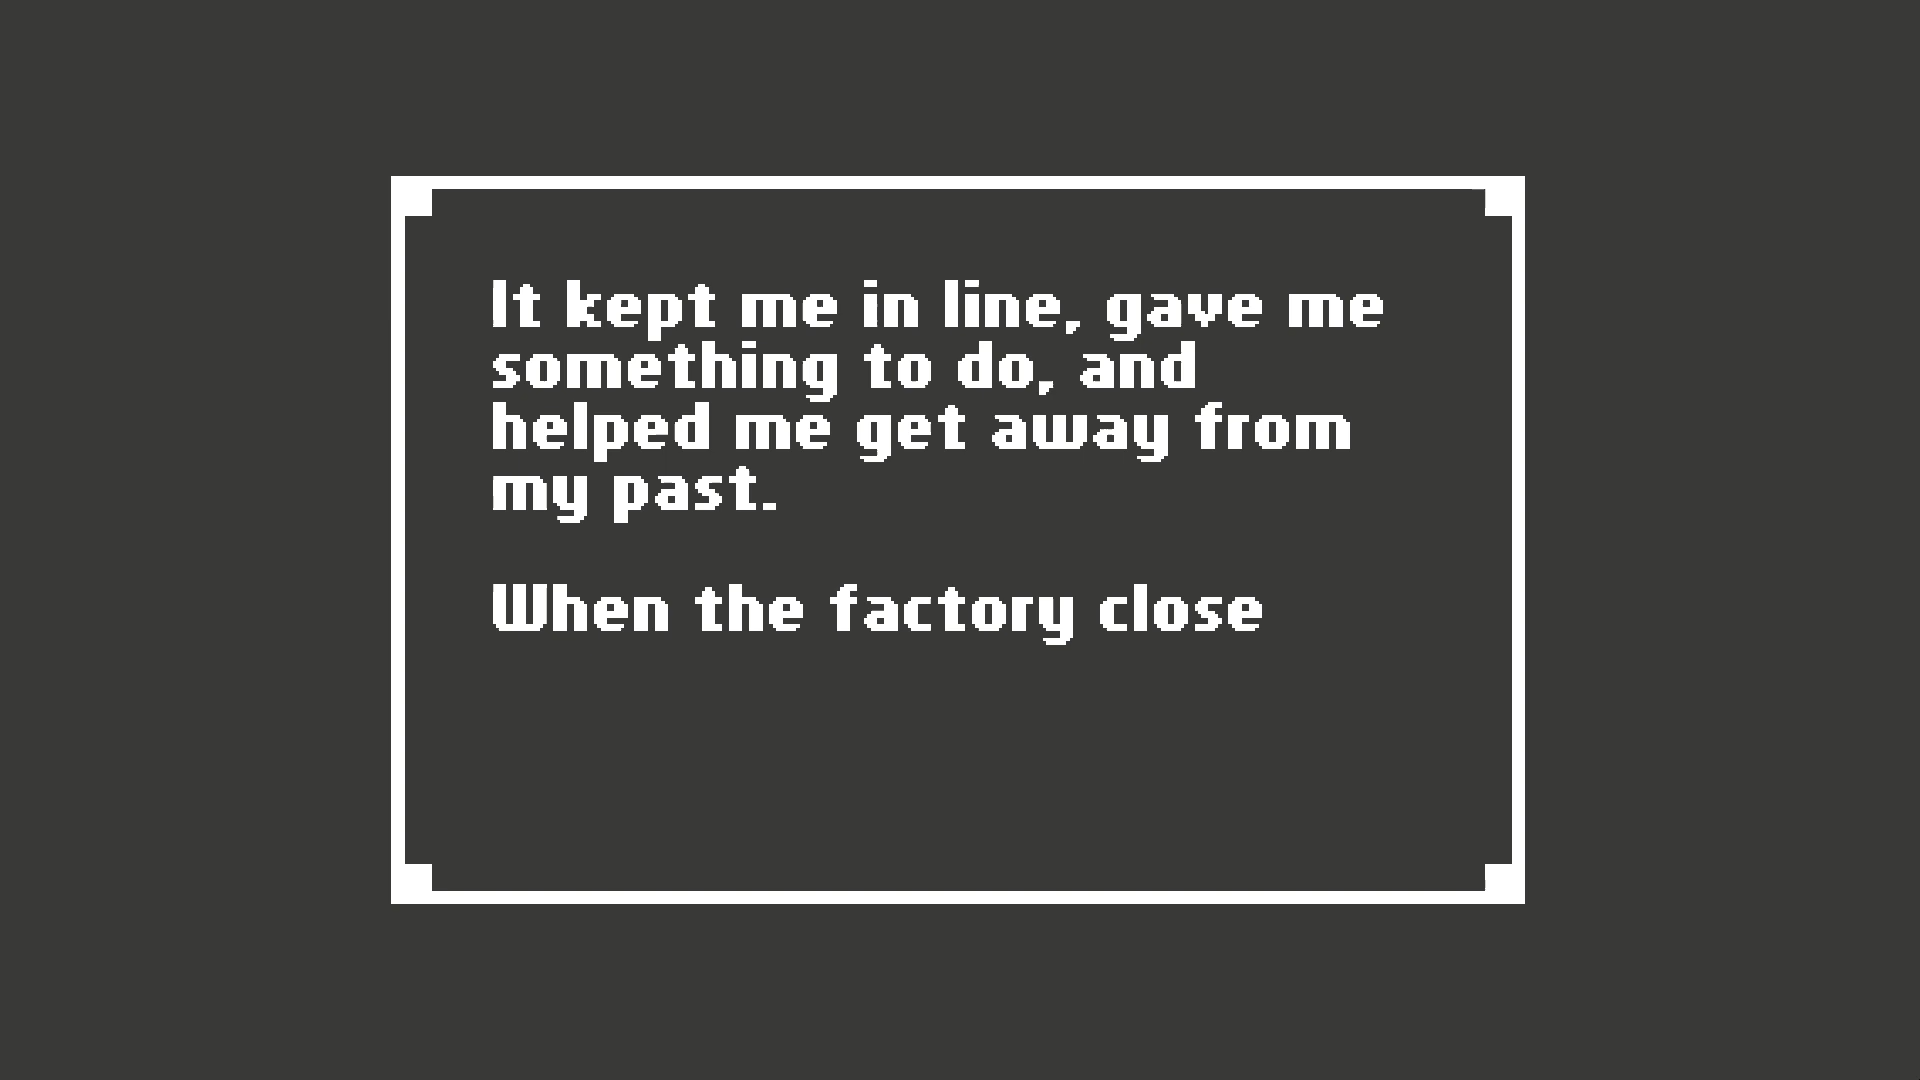 It kept me in line, gave me
something to do, and
helped me get away from
my past.
When the factory close